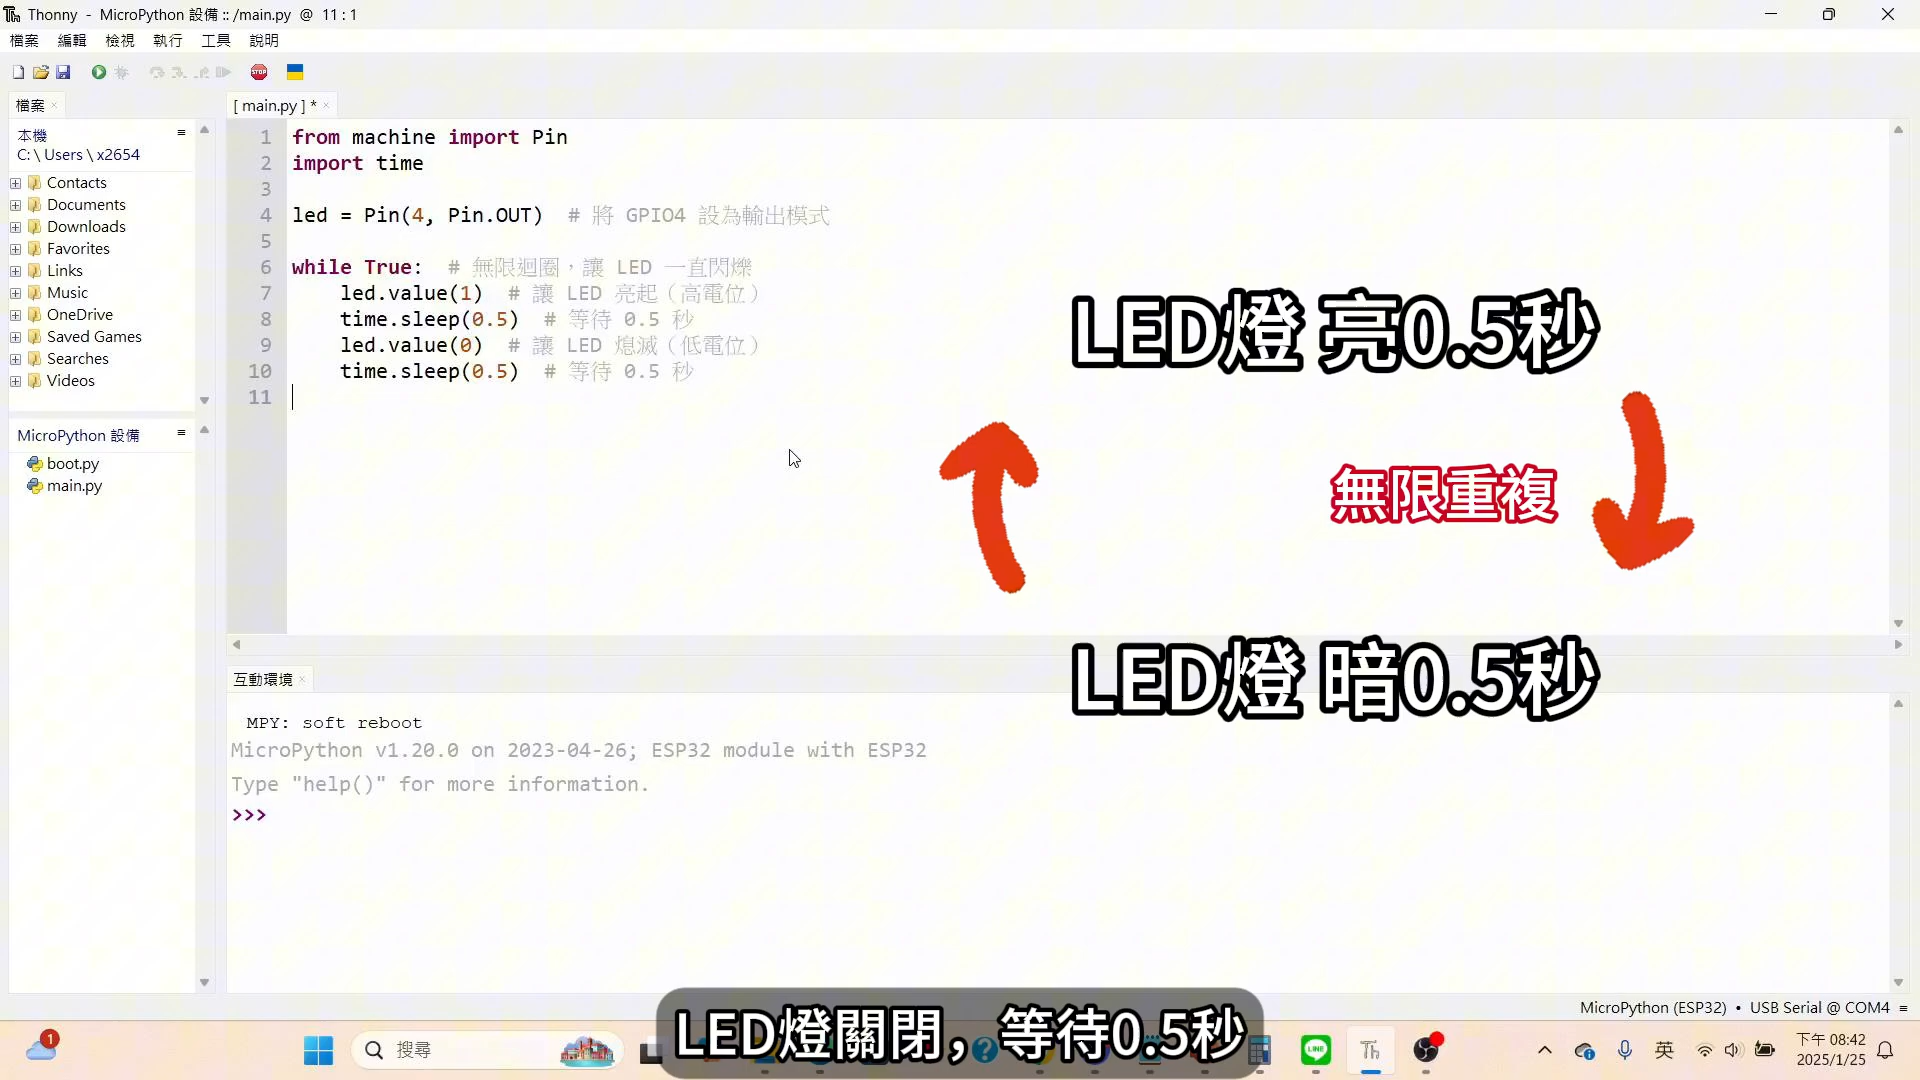 Thonny - MicroPython 設備 :: /main.py @ 11 : 1
檔案 編輯 檢視 執行 工具 說明
STOP
檔案
[ main.py ] *
本機
C: \ Users \ x2654
Contacts
Documents
Downloads
Favorites
Links
Music
OneDrive
Saved Games
Searches
Videos
MicroPython 設備
boot.py
main.py
1 from machine import Pin
2 import time
3
4 led = Pin(4, Pin.OUT)  # 將 GPIO4 設為輸出模式
5
6 while True:  # 無限迴圈，讓 LED 一直閃爍
7     led.value(1)  # 讓 LED 亮起（高電位）
8     time.sleep(0.5)  # 等待 0.5 秒
9     led.value(0)  # 讓 LED 熄滅（低電位）
10     time.sleep(0.5)  # 等待 0.5 秒
11
LED燈 亮0.5秒
無限重複
LED燈 暗0.5秒
互動環境
MPY: soft reboot
MicroPython v1.20.0 on 2023-04-26; ESP32 module with ESP32
Type "help()" for more information.
>>>
MicroPython (ESP32) • USB Serial @ COM4
LED燈關閉，等待0.5秒
1
搜尋
LINE
Th
英
下午 08:42
2025/1/25